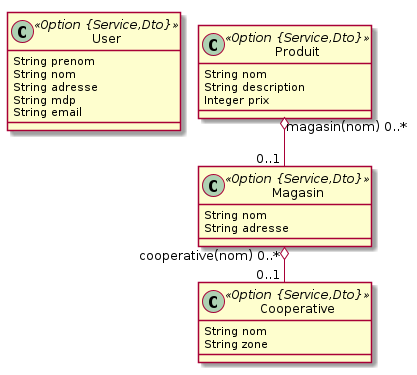 C «Option {Service,Dto}»
User
String prenom
String nom
String adresse
String mdp
String email
C «Option {Service,Dto}»
Produit
String nom
String description
Integer prix
magasin(nom) 0..*
0..1
C «Option {Service,Dto}»
Magasin
String nom
String adresse
cooperative(nom) 0..*
0..1
C «Option {Service,Dto}»
Cooperative
String nom
String zone